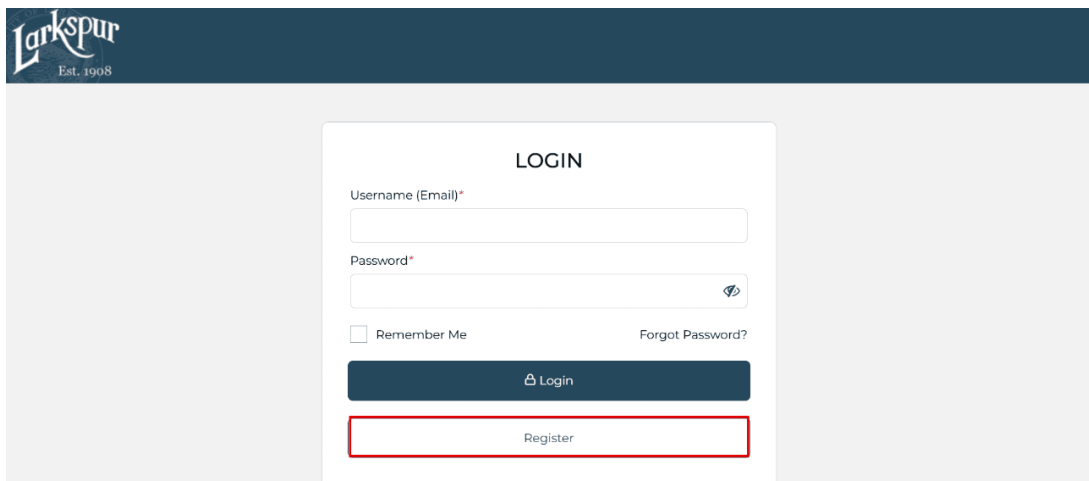 Larkspur
Est. 1908
LOGIN
Username (Email)*
Password*
Remember Me Forgot Password?
Login
Register